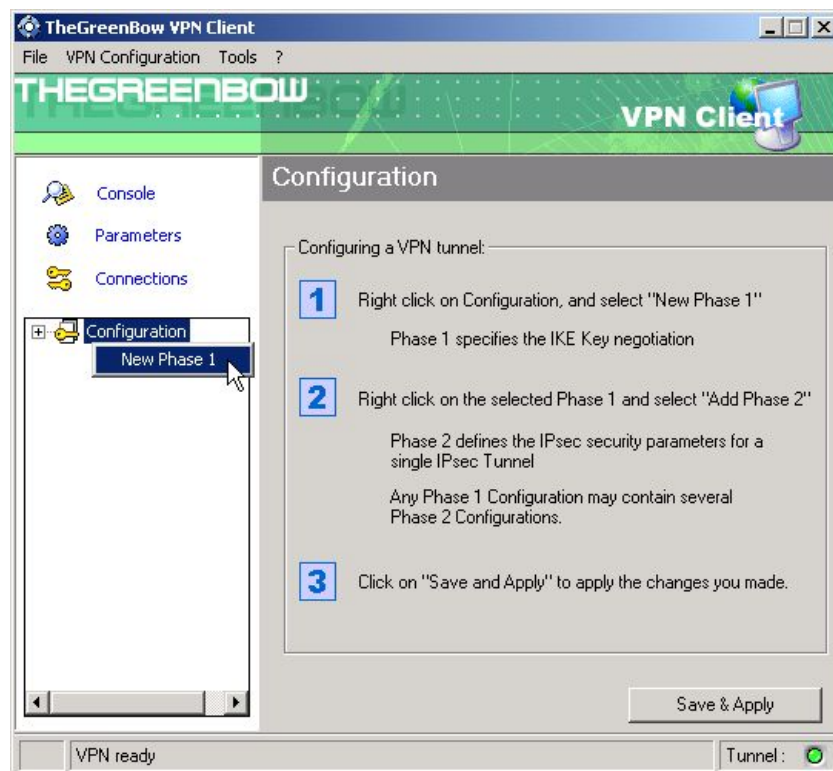 TheGreenBow VPN Client
File VPN Configuration Tools ?
THEGREENBOW
VPN Client
Console
Parameters
Connections
Configuration
New Phase 1
Configuration
Configuring a VPN tunnel:
1 Right click on Configuration, and select "New Phase 1"
Phase 1 specifies the IKE Key negotiation
2 Right click on the selected Phase 1 and select "Add Phase 2"
Phase 2 defines the IPsec security parameters for a
single IPsec Tunnel
Any Phase 1 Configuration may contain several
Phase 2 Configurations.
3 Click on "Save and Apply" to apply the changes you made.
Save & Apply
VPN ready
Tunnel: